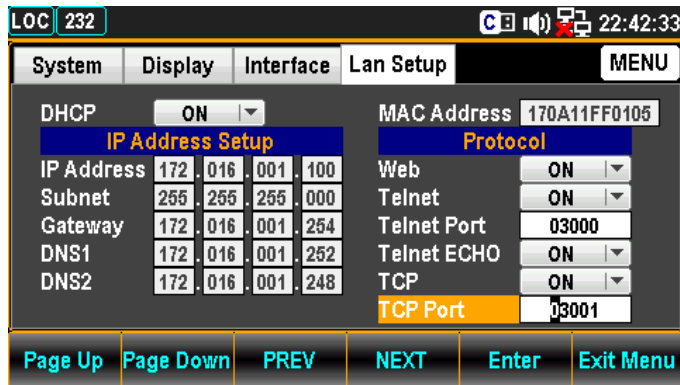 LOC 232 C 22:42:33
System Display Interface Lan Setup MENU
DHCP ON
IP Address Setup
IP Address 172 . 016 . 001 . 100
Subnet 255 . 255 . 255 . 000
Gateway 172 . 016 . 001 . 254
DNS1 172 . 016 . 001 . 252
DNS2 172 . 016 . 001 . 248
MAC Address 170A11FF0105
Protocol
Web ON
Telnet ON
Telnet Port 03000
Telnet ECHO ON
TCP ON
TCP Port 03001
Page Up Page Down PREV NEXT Enter Exit Menu